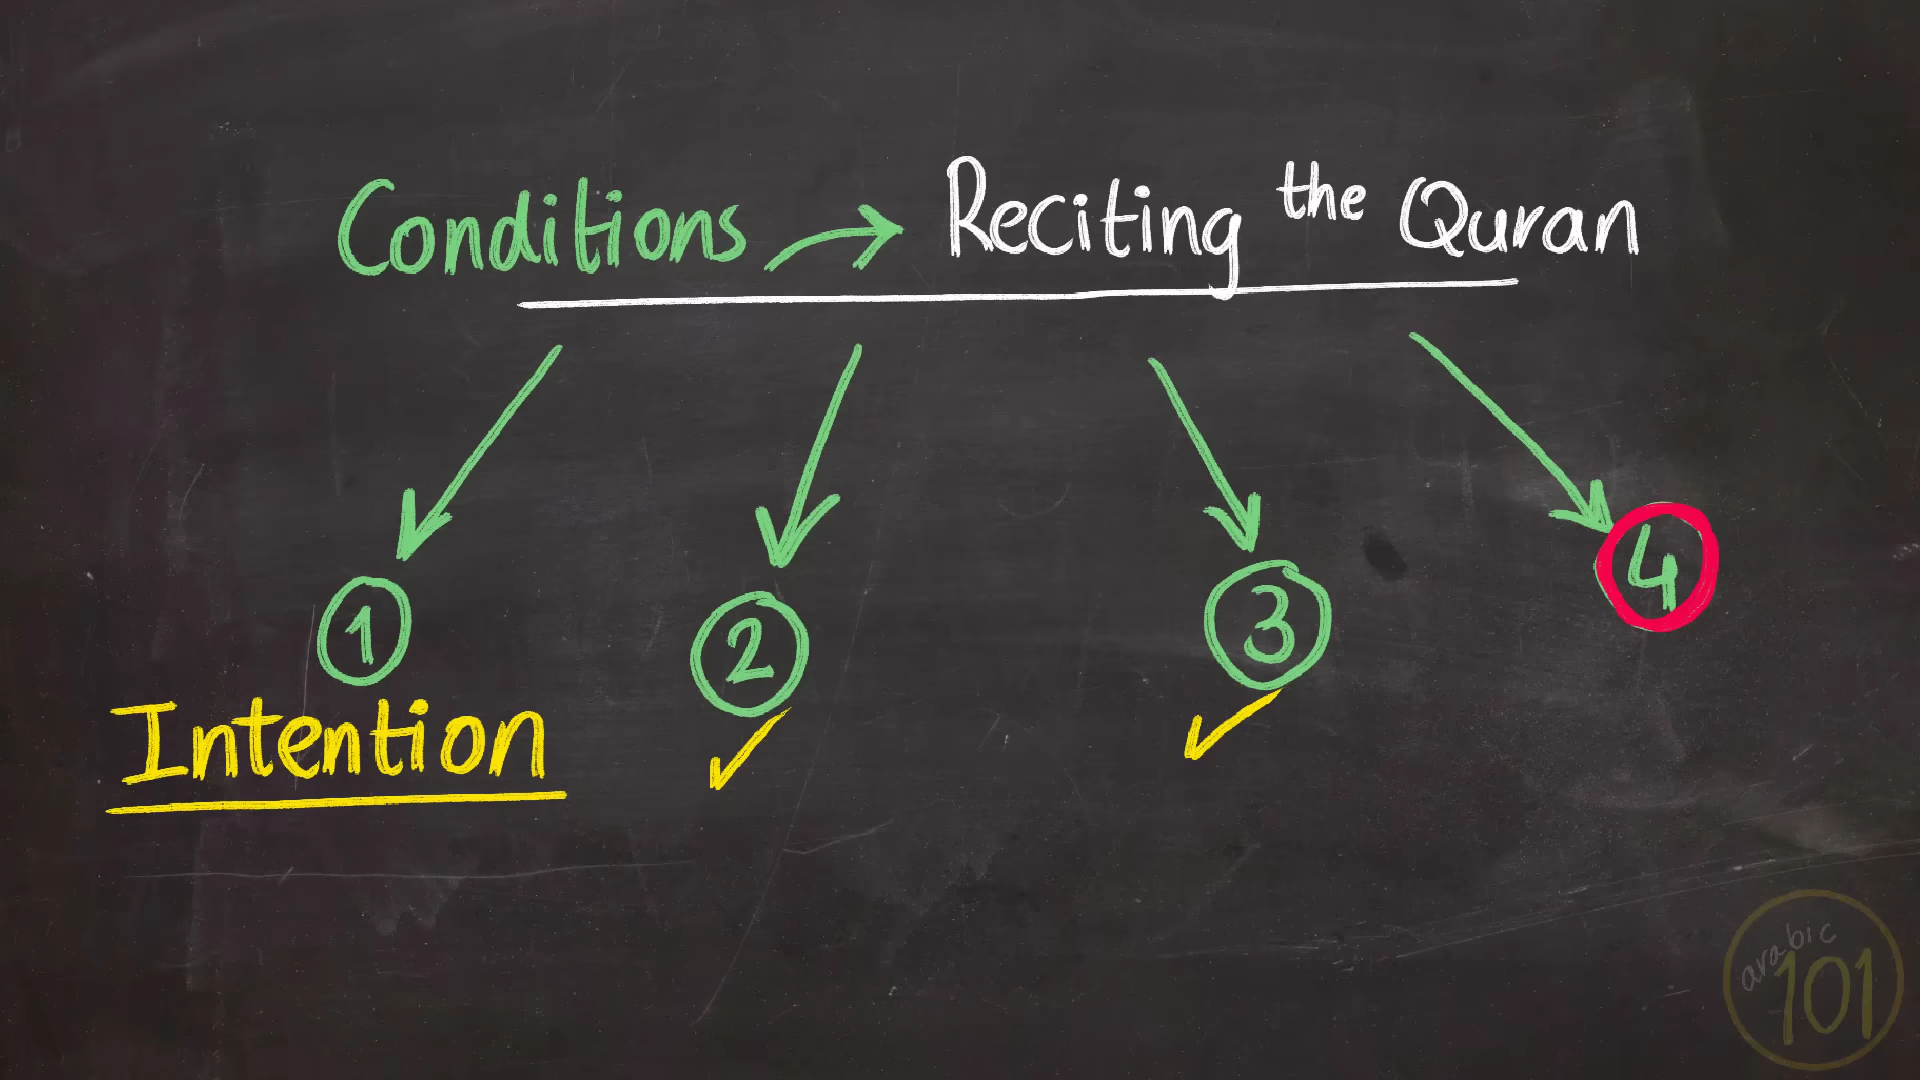 Conditions → Reciting the Quran
1
2
3
4
Intention
arabic
101